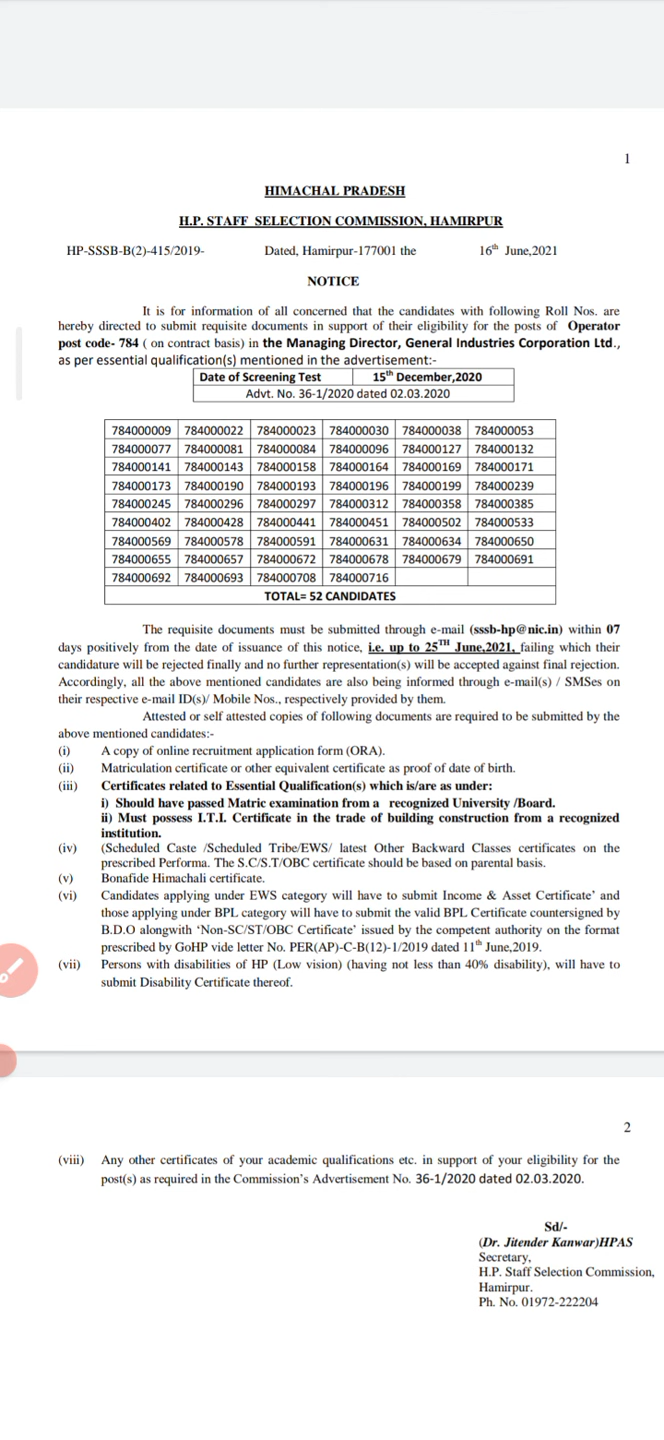 1
HIMACHAL PRADESH
H.P. STAFF SELECTION COMMISSION, HAMIRPUR
HP-SSSB-B(2)-415/2019- Dated, Hamirpur-177001 the 16th June,2021
NOTICE
It is for information of all concerned that the candidates with following Roll Nos. are
hereby directed to submit requisite documents in support of their eligibility for the posts of Operator
post code- 784 ( on contract basis) in the Managing Director, General Industries Corporation Ltd.,
as per essential qualification(s) mentioned in the advertisement:-
Date of Screening Test 15th December,2020
Advt. No. 36-1/2020 dated 02.03.2020
784000009 784000022 784000023 784000030 784000038 784000053
784000077 784000081 784000084 784000096 784000127 784000132
784000141 784000143 784000158 784000164 784000169 784000171
784000173 784000190 784000193 784000196 784000199 784000239
784000245 784000296 784000297 784000312 784000358 784000385
784000402 784000428 784000441 784000451 784000502 784000533
784000569 784000578 784000591 784000631 784000634 784000650
784000655 784000657 784000672 784000678 784000679 784000691
784000692 784000693 784000708 784000716
TOTAL= 52 CANDIDATES
The requisite documents must be submitted through e-mail (sssb-hp@nic.in) within 07
days positively from the date of issuance of this notice, i.e. up to 25TH June,2021, failing which their
candidature will be rejected finally and no further representation(s) will be accepted against final rejection.
Accordingly, all the above mentioned candidates are also being informed through e-mail(s) / SMSes on
their respective e-mail ID(s)/ Mobile Nos., respectively provided by them.
Attested or self attested copies of following documents are required to be submitted by the
above mentioned candidates:-
(i) A copy of online recruitment application form (ORA).
(ii) Matriculation certificate or other equivalent certificate as proof of date of birth.
(iii) Certificates related to Essential Qualification(s) which is/are as under:
i) Should have passed Matric examination from a recognized University /Board.
ii) Must possess I.T.I. Certificate in the trade of building construction from a recognized
institution.
(iv) (Scheduled Caste /Scheduled Tribe/EWS/ latest Other Backward Classes certificates on the
prescribed Performa. The S.C/S.T/OBC certificate should be based on parental basis.
(v) Bonafide Himachali certificate.
(vi) Candidates applying under EWS category will have to submit Income & Asset Certificate’ and
those applying under BPL category will have to submit the valid BPL Certificate countersigned by
B.D.O alongwith ‘Non-SC/ST/OBC Certificate’ issued by the competent authority on the format
prescribed by GoHP vide letter No. PER(AP)-C-B(12)-1/2019 dated 11th June,2019.
(vii) Persons with disabilities of HP (Low vision) (having not less than 40% disability), will have to
submit Disability Certificate thereof.
2
(viii) Any other certificates of your academic qualifications etc. in support of your eligibility for the
post(s) as required in the Commission’s Advertisement No. 36-1/2020 dated 02.03.2020.
Sd/-
(Dr. Jitender Kanwar)HPAS
Secretary,
H.P. Staff Selection Commission,
Hamirpur.
Ph. No. 01972-222204